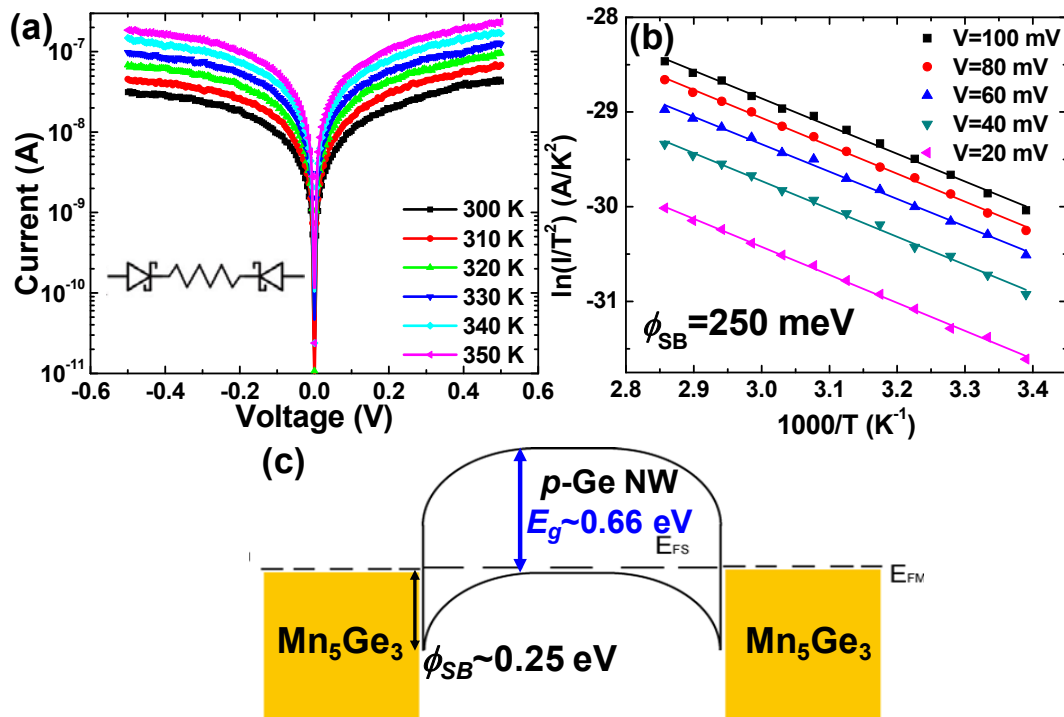 (a)
Current (A)
10⁻⁷
10⁻⁸
10⁻⁹
10⁻¹⁰
10⁻¹¹
300 K
310 K
320 K
330 K
340 K
350 K
-0.6 -0.4 -0.2 0.0 0.2 0.4 0.6
Voltage (V)
(b)
Ln(I/T²) (A/K²)
-28
-29
-30
-31
V=100 mV
V=80 mV
V=60 mV
V=40 mV
V=20 mV
ϕSB=250 meV
2.8 2.9 3.0 3.1 3.2 3.3 3.4
1000/T (K⁻¹)
(c)
p-Ge NW
Eg~0.66 eV
EFS
EFM
Mn₅Ge₃
ϕSB~0.25 eV
Mn₅Ge₃